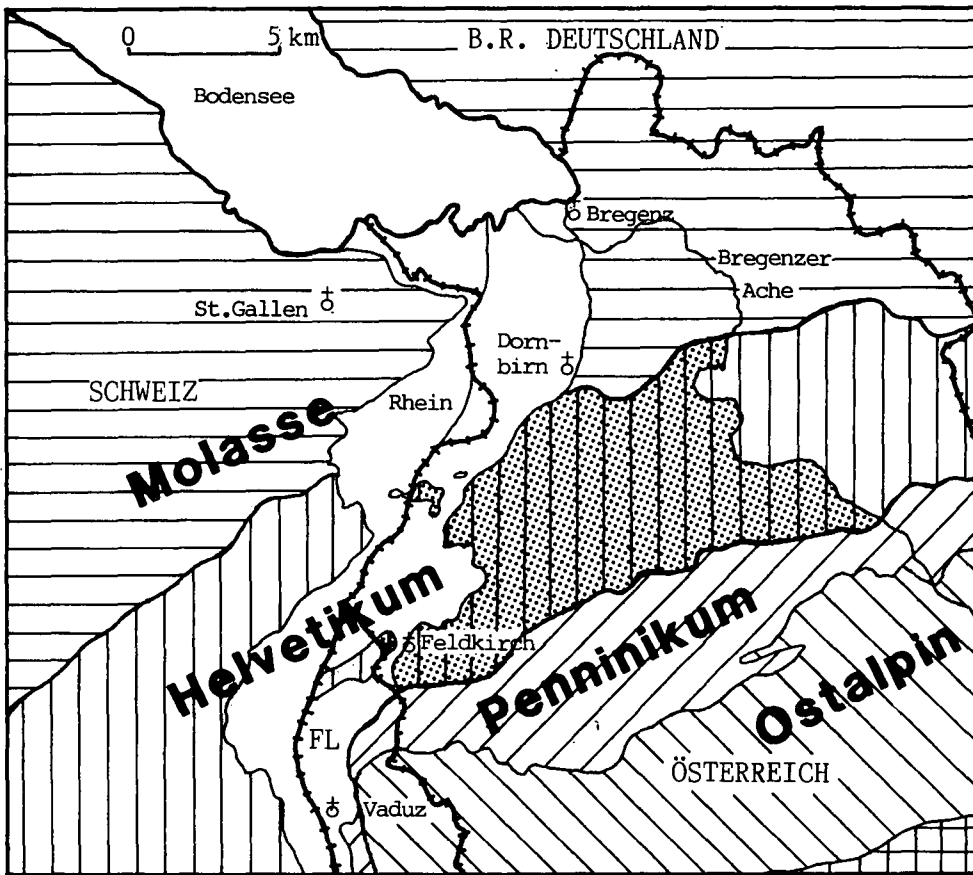 0 5 km
B.R. DEUTSCHLAND
Bodensee
Bregenz
Bregenzer
Ache
St.Gallen
Dorn-
birn
SCHWEIZ
Rhein
Molasse
Helvetikum
Feldkirch
Penninikum
Ostalpin
FL
ÖSTERREICH
Vaduz